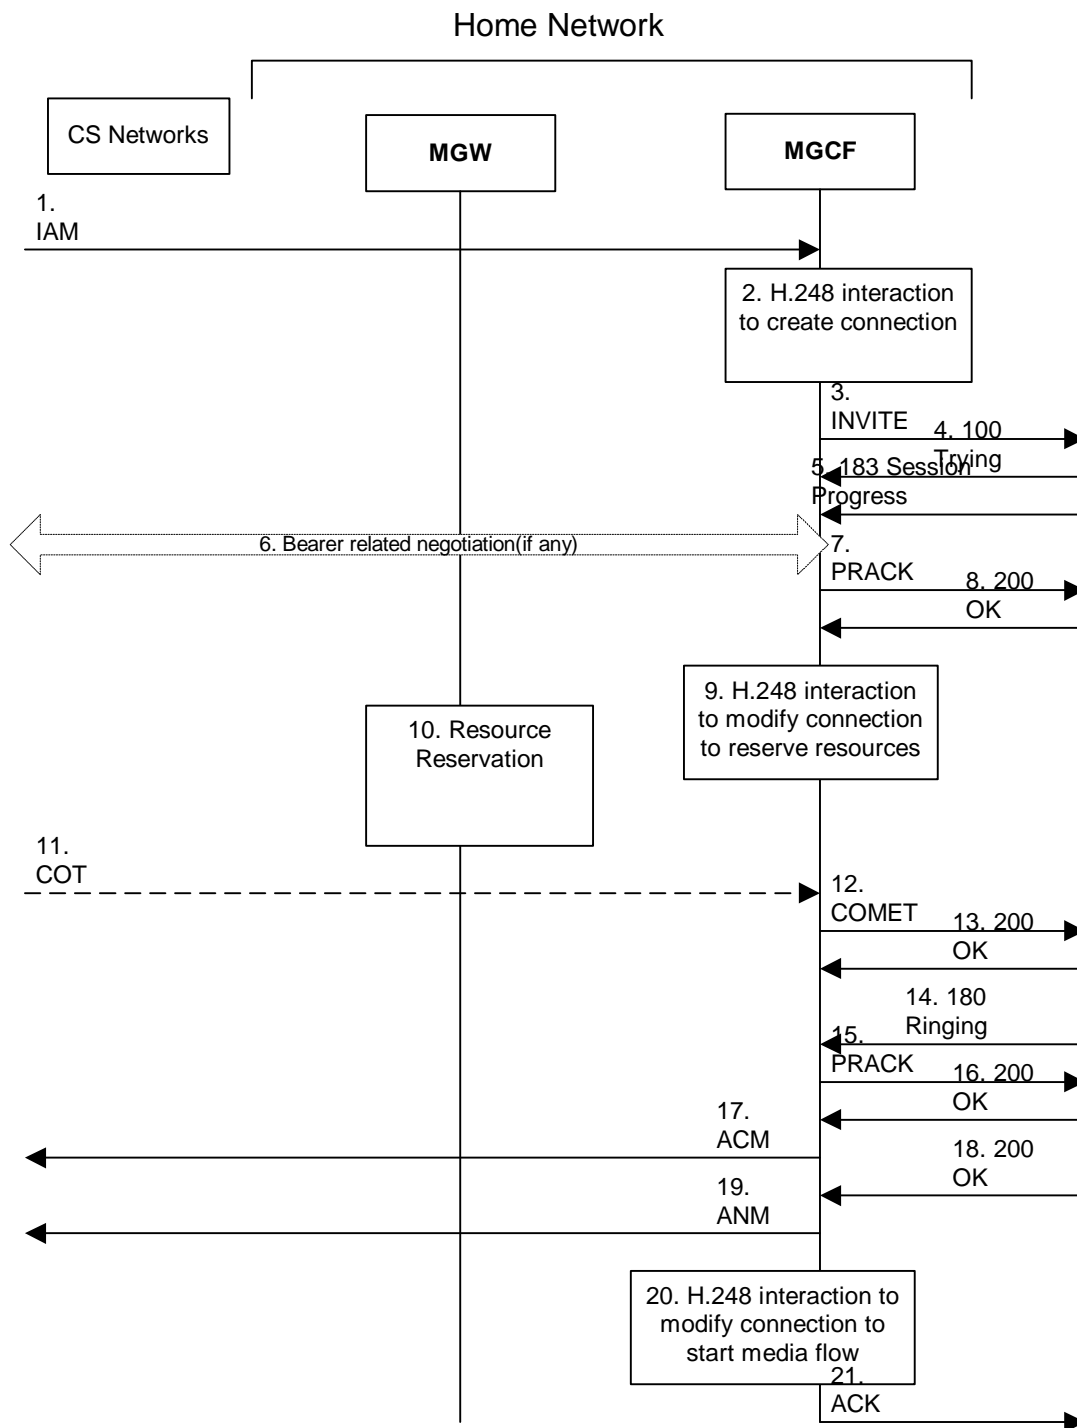 Home Network
CS Networks
MGW
MGCF
1.
IAM
2. H.248 interaction
to create connection
3.
INVITE
4. 100
Trying
5. 183 Session
Progress
6. Bearer related negotiation(if any)
7.
PRACK
8. 200
OK
9. H.248 interaction
to modify connection
to reserve resources
10. Resource
Reservation
11.
COT
12.
COMET
13. 200
OK
14. 180
Ringing
15.
PRACK
16. 200
OK
17.
ACM
18. 200
OK
19.
ANM
20. H.248 interaction to
modify connection to
start media flow
21.
ACK